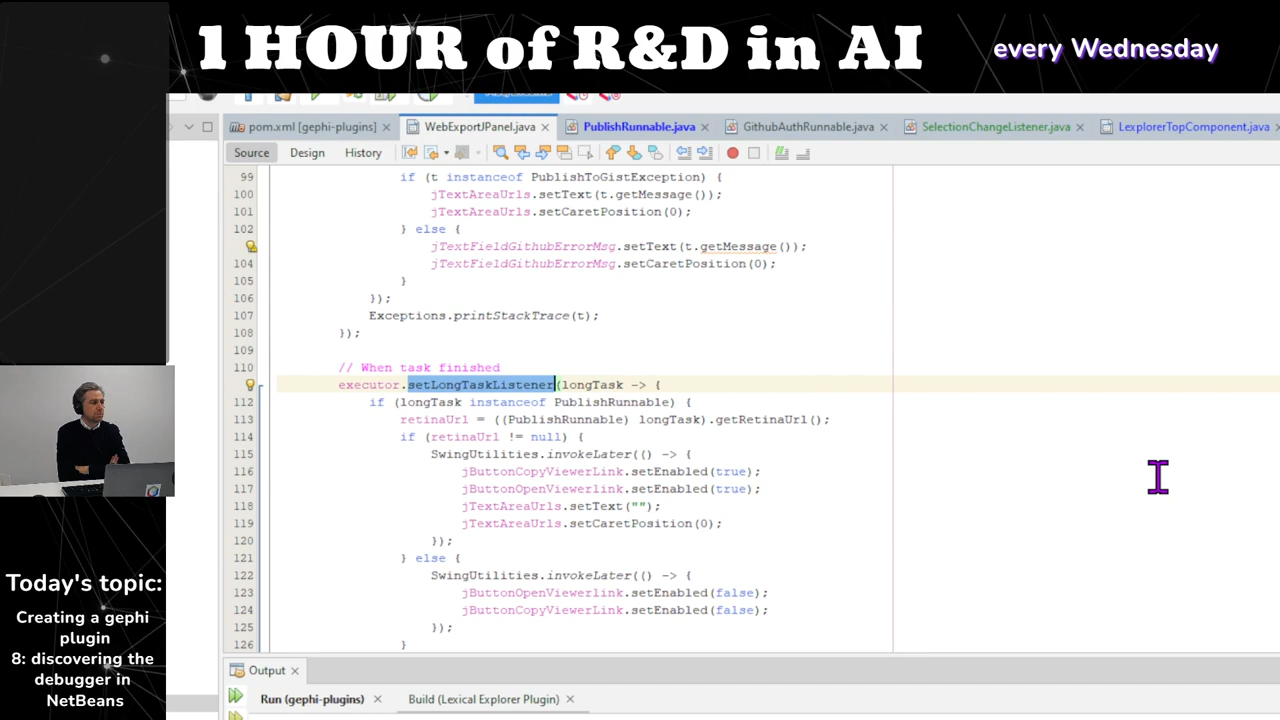 1 HOUR of R&D in AI
every Wednesday
pom.xml [gephi-plugins]
WebExportJPanel.java
PublishRunnable.java
GithubAuthRunnable.java
SelectionChangeListener.java
LexplorerTopComponent.java
Source
Design
History
99 if (t instanceof PublishToGistException) {
100 jTextAreaUrls.setText(t.getMessage());
101 jTextAreaUrls.setCaretPosition(0);
102 } else {
jTextFieldGithubErrorMsg.setText(t.getMessage());
104 jTextFieldGithubErrorMsg.setCaretPosition(0);
105 }
106 });
107 Exceptions.printStackTrace(t);
108 });
109
110 // When task finished
executor.setLongTaskListener(longTask -> {
112 if (longTask instanceof PublishRunnable) {
113 retinaUrl = ((PublishRunnable) longTask).getRetinaUrl();
114 if (retinaUrl != null) {
115 SwingUtilities.invokeLater(() -> {
116 jButtonCopyViewerLink.setEnabled(true);
117 jButtonOpenViewerlink.setEnabled(true);
118 jTextAreaUrls.setText("");
119 jTextAreaUrls.setCaretPosition(0);
120 });
121 } else {
122 SwingUtilities.invokeLater(() -> {
123 jButtonOpenViewerlink.setEnabled(false);
124 jButtonCopyViewerLink.setEnabled(false);
125 });
126 }
Output
Run (gephi-plugins)
Build (Lexical Explorer Plugin)
Today's topic:
Creating a gephi
plugin
8: discovering the
debugger in
NetBeans